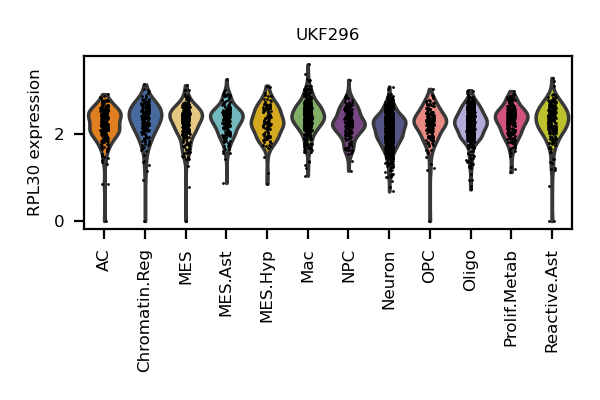 UKF296
RPL30 expression
2
0
AC
Chromatin.Reg
MES
MES.Ast
MES.Hyp
Mac
NPC
Neuron
OPC
Oligo
Prolif.Metab
Reactive.Ast